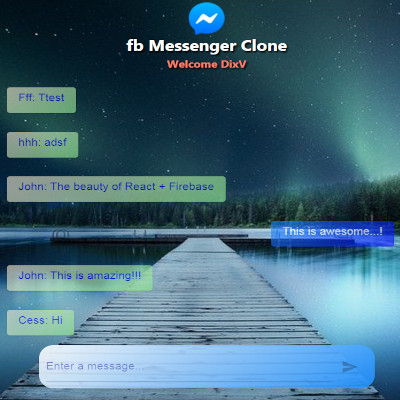 fb Messenger Clone
Welcome DixV
Fff: Ttest
hhh: adsf
John: The beauty of React + Firebase
This is awesome...!
John: This is amazing!!!
Cess: Hi
Enter a message...